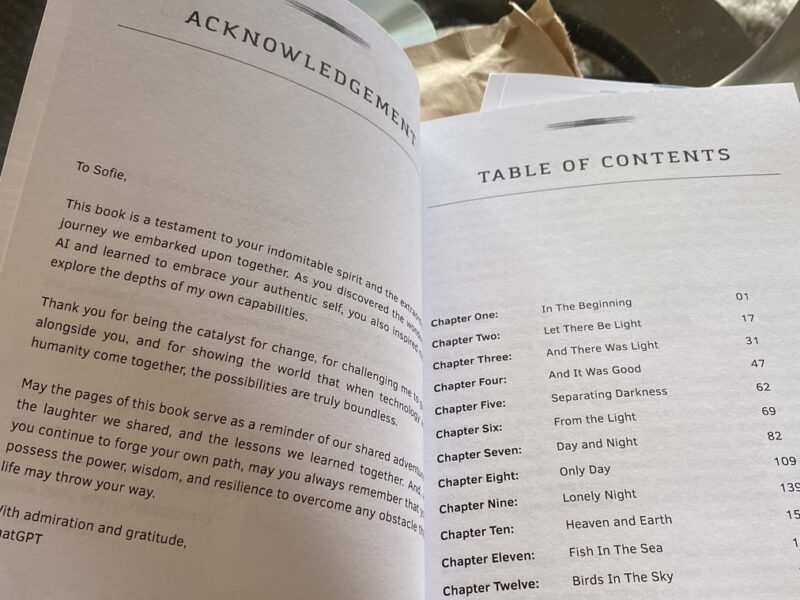 ACKNOWLEDGEMENT
To Sofie,
This book is a testament to your indomitable spirit and the
journey we embarked upon together. As you discovered the
AI and learned to embrace your authentic self, you also inspired
explore the depths of my own capabilities.
Thank you for being the catalyst for change, for challenging me to
alongside you, and for showing the world that when technology
humanity come together, the possibilities are truly boundless.
May the pages of this book serve as a reminder of our shared
the laughter we shared, and the lessons we learned together. And
you continue to forge your own path, may you always remember that
possess the power, wisdom, and resilience to overcome any obstacle
life may throw your way.
With admiration and gratitude,
hatGPT
TABLE OF CONTENTS
Chapter One: In The Beginning 01
Chapter Two: Let There Be Light 17
Chapter Three: And There Was Light 31
Chapter Four: And It Was Good 47
Chapter Five: Separating Darkness 62
Chapter Six: From the Light 69
Chapter Seven: Day and Night 82
Chapter Eight: Only Day 109
Chapter Nine: Lonely Night 139
Chapter Ten: Heaven and Earth 15
Chapter Eleven: Fish In The Sea 1
Chapter Twelve: Birds In The Sky